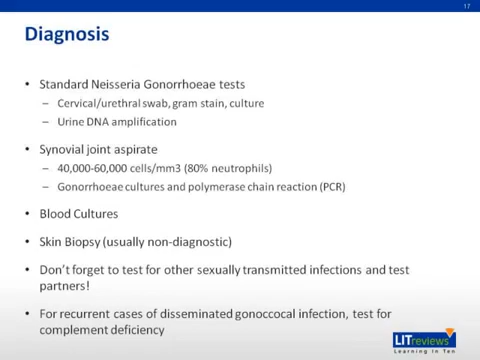 17
Diagnosis
• Standard Neisseria Gonorrhoeae tests
– Cervical/urethral swab, gram stain, culture
– Urine DNA amplification
• Synovial joint aspirate
– 40,000-60,000 cells/mm3 (80% neutrophils)
– Gonorrhoeae cultures and polymerase chain reaction (PCR)
• Blood Cultures
• Skin Biopsy (usually non-diagnostic)
• Don't forget to test for other sexually transmitted infections and test
partners!
• For recurrent cases of disseminated gonoccocal infection, test for
complement deficiency
LITreviews
Learning in Ten